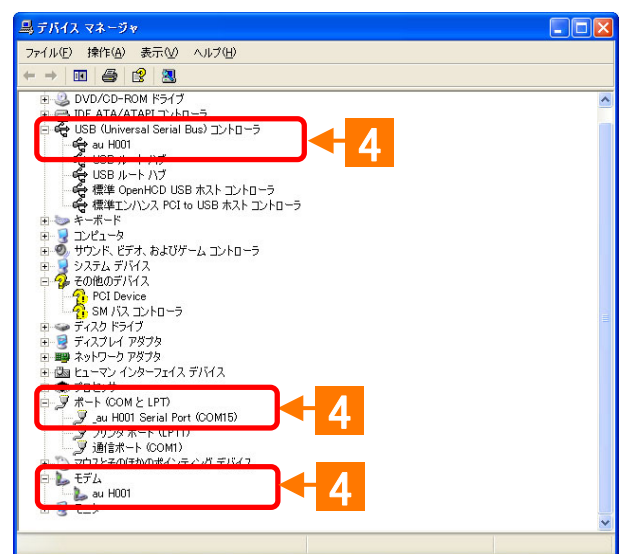 デバイス マネージャ
ファイル(F) 操作(A) 表示(V) ヘルプ(H)
DVD/CD-ROM ドライブ
IDE ATA/ATAPI コントローラ
USB (Universal Serial Bus) コントローラ
au H001
4
USB ルート ハブ
USB ルート ハブ
標準 OpenHCD USB ホスト コントローラ
標準エンハンス PCI to USB ホスト コントローラ
キーボード
コンピュータ
サウンド、ビデオ、およびゲーム コントローラ
システム デバイス
その他のデバイス
PCI Device
SM バス コントローラ
ディスク ドライブ
ディスプレイ アダプタ
ネットワーク アダプタ
ヒューマン インターフェイス デバイス
プロセッサ
ポート (COM と LPT)
_au H001 Serial Port (COM15)
4
プリンタ ポート (LPT1)
通信ポート (COM1)
マウスとそのほかのポインティング デバイス
モデム
au H001
4
モニタ